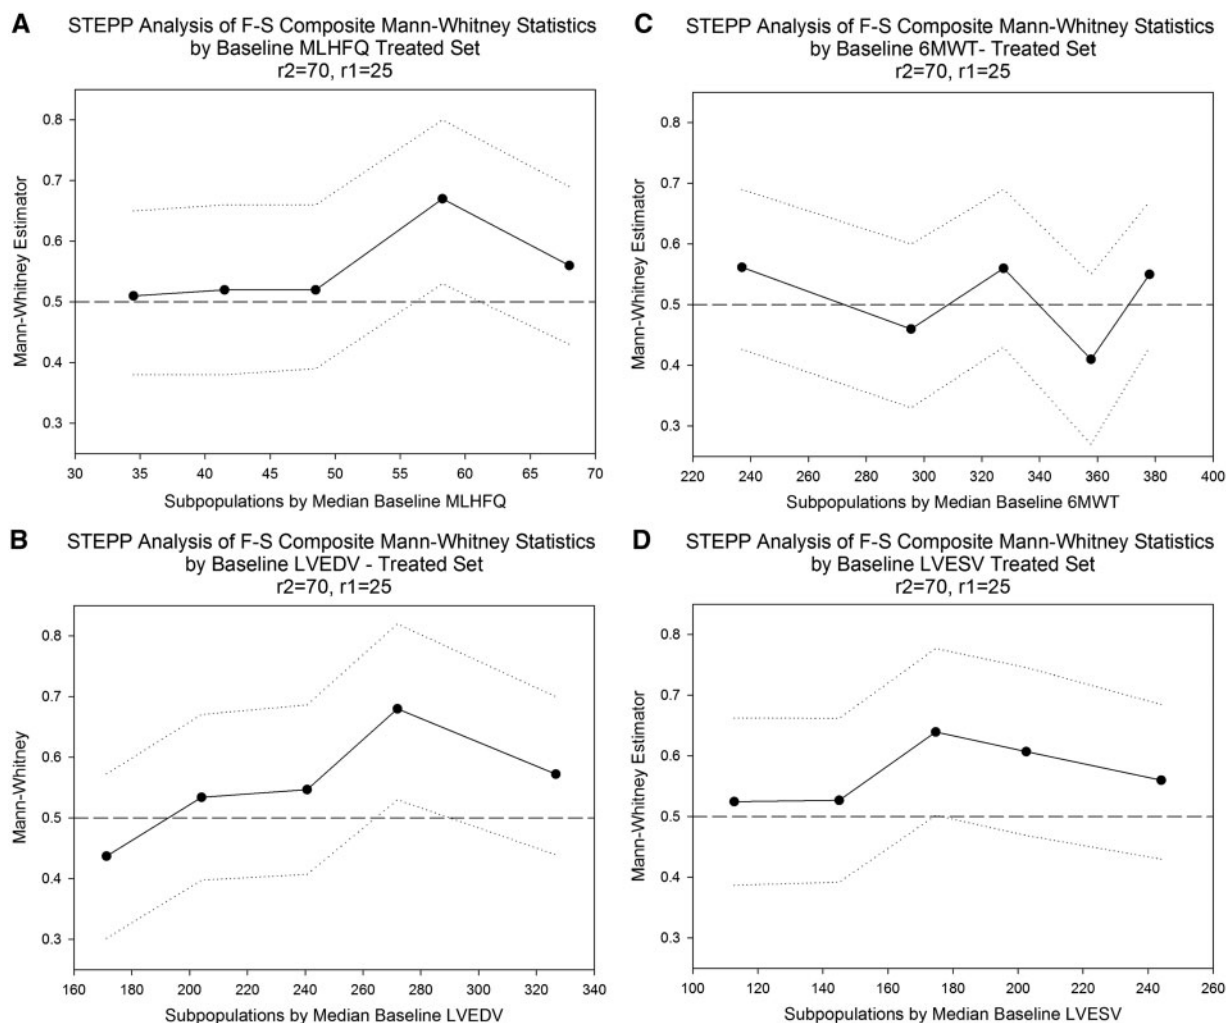 A
STEPP Analysis of F-S Composite Mann-Whitney Statistics
by Baseline MLHFQ Treated Set
r2=70, r1=25
Mann-Whitney Estimator
0.8
0.7
0.6
0.5
0.4
0.3
30 35 40 45 50 55 60 65 70
Subpopulations by Median Baseline MLHFQ
C
STEPP Analysis of F-S Composite Mann-Whitney Statistics
by Baseline 6MWT- Treated Set
r2=70, r1=25
Mann-Whitney Estimator
0.8
0.7
0.6
0.5
0.4
0.3
220 240 260 280 300 320 340 360 380 400
Subpopulations by Median Baseline 6MWT
B
STEPP Analysis of F-S Composite Mann-Whitney Statistics
by Baseline LVEDV - Treated Set
r2=70, r1=25
Mann-Whitney
0.8
0.7
0.6
0.5
0.4
0.3
160 180 200 220 240 260 280 300 320 340
Subpopulations by Median Baseline LVEDV
D
STEPP Analysis of F-S Composite Mann-Whitney Statistics
by Baseline LVESV Treated Set
r2=70, r1=25
Mann-Whitney Estimator
0.8
0.7
0.6
0.5
0.4
0.3
100 120 140 160 180 200 220 240 260
Subpopulations by Median Baseline LVESV